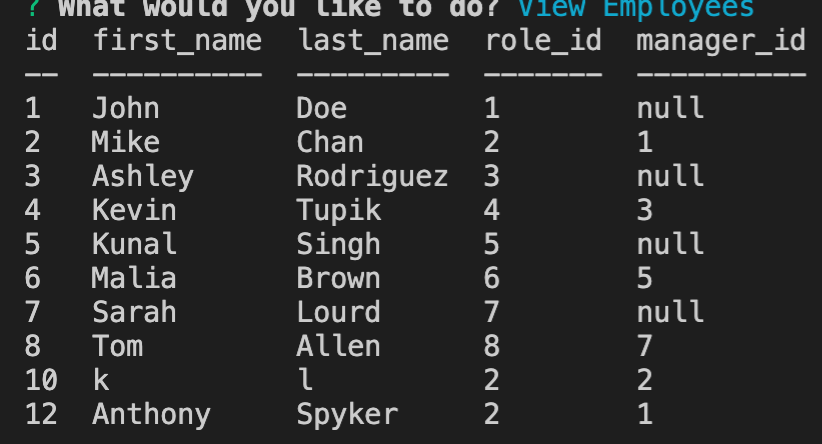 ? What would you like to do? View Employees
id  first_name  last_name  role_id  manager_id
--  ----------  ---------  -------  ----------
1   John        Doe        1        null
2   Mike        Chan       2        1
3   Ashley      Rodriguez  3        null
4   Kevin       Tupik      4        3
5   Kunal       Singh      5        null
6   Malia       Brown      6        5
7   Sarah       Lourd      7        null
8   Tom         Allen      8        7
10  k           l          2        2
12  Anthony     Spyker     2        1